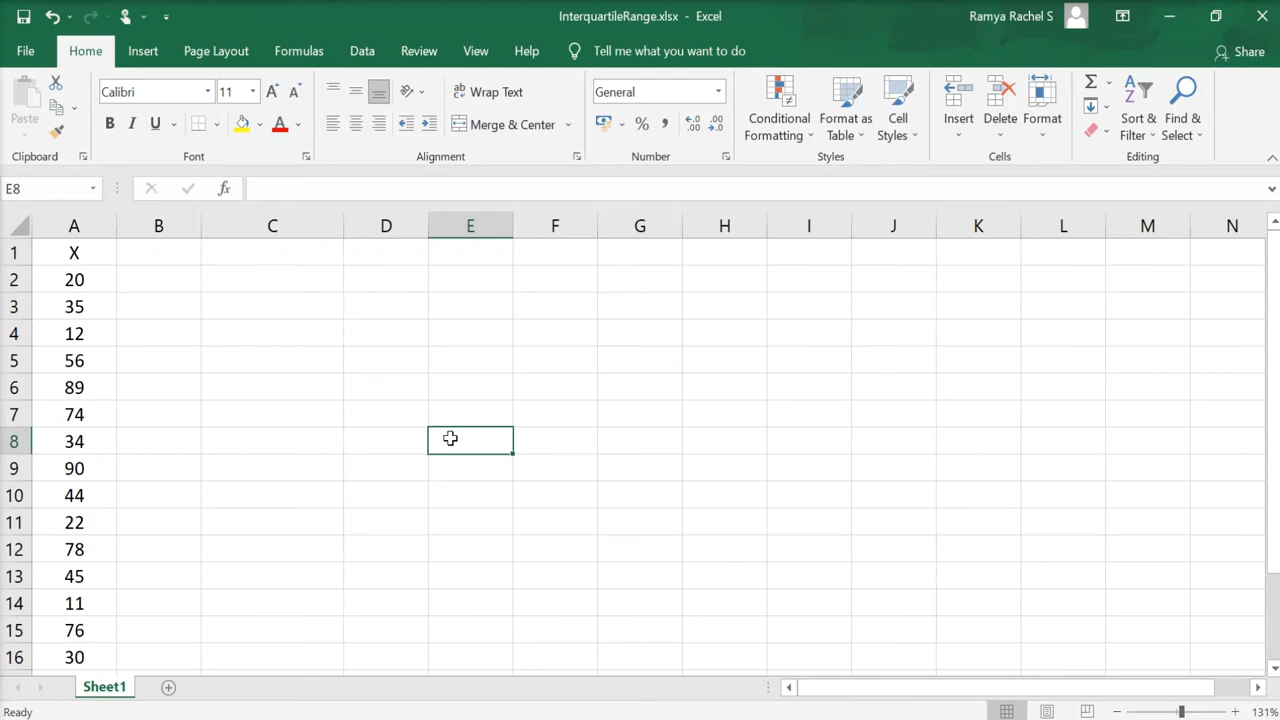 InterquartileRange.xlsx - Excel
Ramya Rachel S
File Home Insert Page Layout Formulas Data Review View Help Tell me what you want to do Share
Paste
Calibri 11
B I U
Wrap Text
Merge & Center
General
Conditional Formatting
Format as Table
Cell Styles
Insert Delete Format
Sort & Filter
Find & Select
Clipboard Font Alignment Number Styles Cells Editing
E8 fx
A B C D E F G H I J K L M N
1 X
2 20
3 35
4 12
5 56
6 89
7 74
8 34
9 90
10 44
11 22
12 78
13 45
14 11
15 76
16 30
Sheet1
Ready 131%